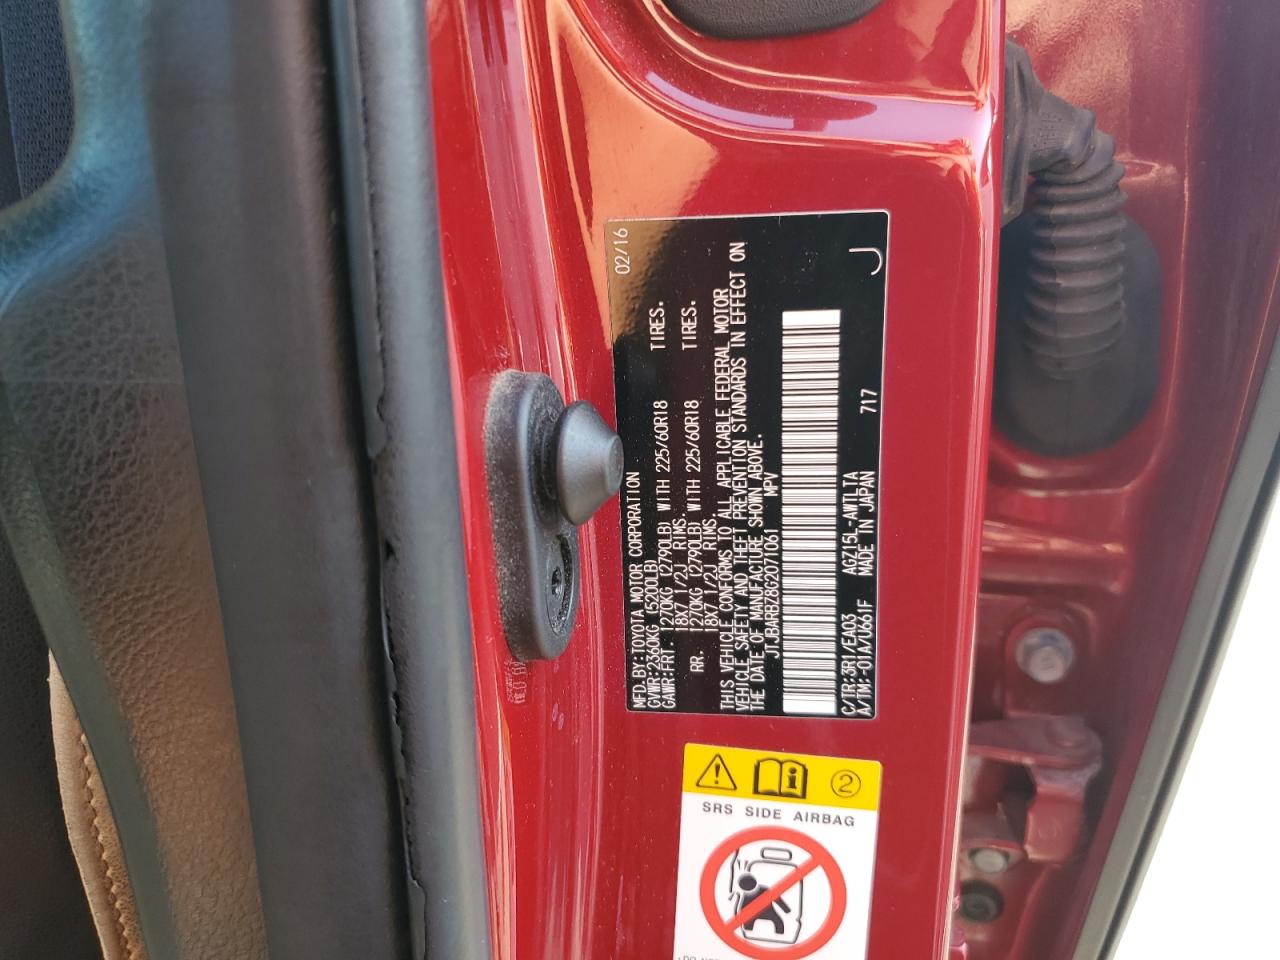 MFD.BY:TOYOTA MOTOR CORPORATION 02/16
GVWR:2360KG (5200LB)
GAWR:FRT. 1270KG (2790LB) WITH 225/60R18 TIRES.
18X7 1/2J RIMS.
RR. 1270KG (2790LB) WITH 225/60R18 TIRES.
18X7 1/2J RIMS.
THIS VEHICLE CONFORMS TO ALL APPLICABLE FEDERAL MOTOR
VEHICLE SAFETY AND THEFT PREVENTION STANDARDS IN EFFECT ON
THE DATE OF MANUFACTURE SHOWN ABOVE.
JTJBARBZ8G2071061 MPV
C/TR:3R1/EA03 AGZ15L-AWTLTA 717 J
A/TM:-01A/U661F MADE IN JAPAN
2
SRS SIDE AIRBAG